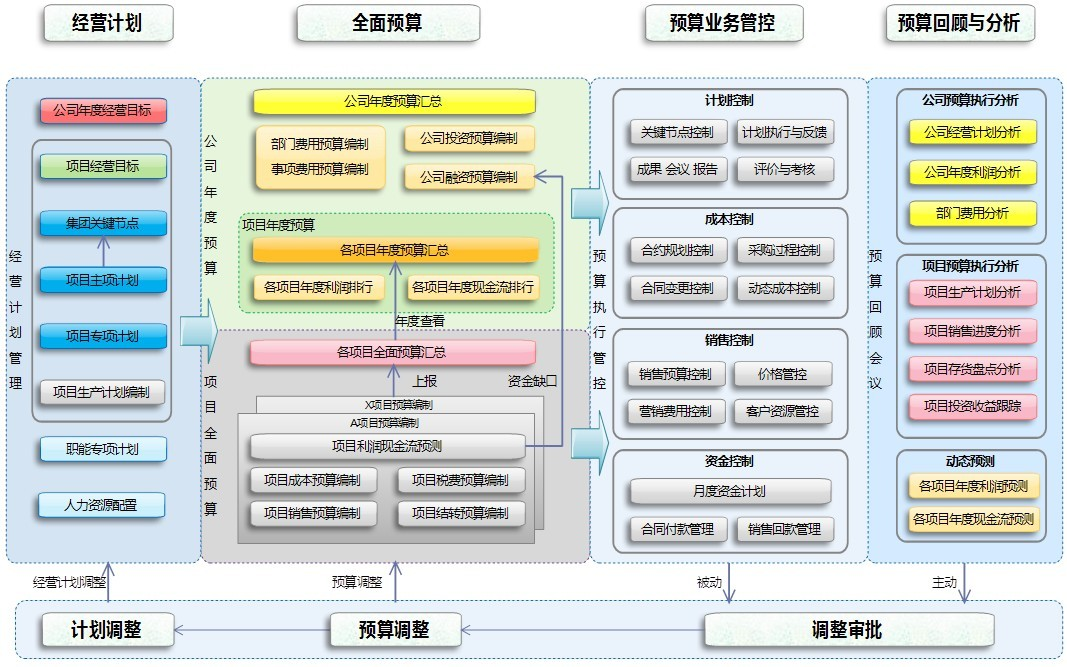 经营计划
全面预算
预算业务管控
预算回顾与分析
经营计划管理
公司年度经营目标
项目经营目标
集团关键节点
项目主项计划
项目专项计划
项目生产计划编制
职能专项计划
人力资源配置
公司年度预算
公司年度预算汇总
部门费用预算编制
事项费用预算编制
公司投资预算编制
公司融资预算编制
项目年度预算
各项目年度预算汇总
各项目年度利润排行
各项目年度现金流排行
年度查看
项目全面预算
各项目全面预算汇总
上报
资金缺口
X项目预算编制
A项目预算编制
项目利润现金流预测
项目成本预算编制
项目税费预算编制
项目销售预算编制
项目结转预算编制
预算执行管控
计划控制
关键节点控制
计划执行与反馈
成果 会议 报告
评价与考核
成本控制
合约规划控制
采购过程控制
合同变更控制
动态成本控制
销售控制
销售预算控制
价格管控
营销费用控制
客户资源管控
资金控制
月度资金计划
合同付款管理
销售回款管理
预算回顾会议
公司预算执行分析
公司经营计划分析
公司年度利润分析
部门费用分析
项目预算执行分析
项目生产计划分析
项目销售进度分析
项目存货盘点分析
项目投资收益跟踪
动态预测
各项目年度利润预测
各项目年度现金流预测
经营计划调整
预算调整
被动
主动
计划调整
预算调整
调整审批